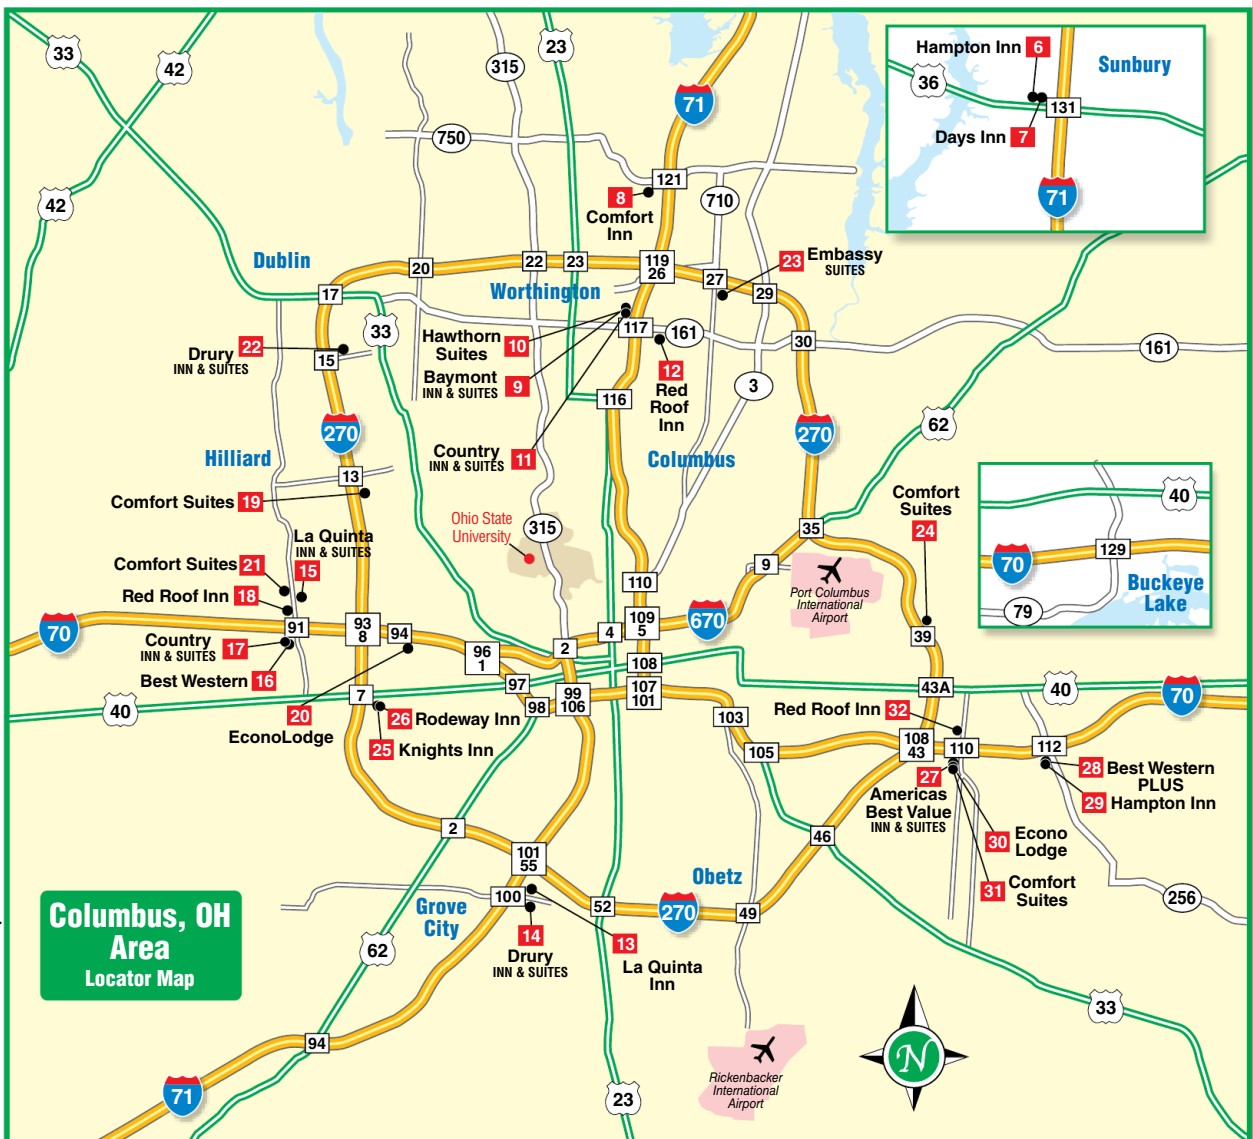 33
42
315
23
71
Hampton Inn 6
Sunbury
36
131
Days Inn 7
71
750
42
121
710
8
Comfort
Inn
Dublin
20
22
23
119
26
27
23
Embassy
SUITES
17
Worthington
29
33
Hawthorn
Suites
10
117
161
30
161
Drury
INN & SUITES
22
15
Baymont
INN & SUITES
9
12
Red
Roof
Inn
3
116
270
270
62
Hilliard
Country
INN & SUITES
11
Columbus
13
Comfort Suites 19
Comfort
Suites
24
40
La Quinta
INN & SUITES
15
Ohio State
University
315
35
129
70
Buckeye
Lake
79
Comfort Suites 21
Red Roof Inn 18
9
110
Port Columbus
International
Airport
70
91
93
8
94
4
109
5
670
39
Country
INN & SUITES
17
Best Western 16
96
1
2
108
40
7
97
98
99
106
107
101
43A
40
70
20
EconoLodge
26 Rodeway Inn
25 Knights Inn
103
105
Red Roof Inn 32
108
43
110
112
27
Americas
Best Value
INN & SUITES
28 Best Western
PLUS
29 Hampton Inn
2
46
30 Econo
Lodge
101
55
Obetz
31 Comfort
Suites
100
52
270
49
256
Columbus, OH
Area
Locator Map
Grove
City
62
14
Drury
INN & SUITES
13
La Quinta
Inn
33
94
N
71
23
Rickenbacker
International
Airport